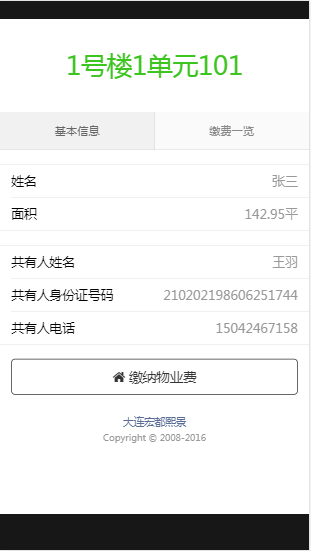 1号楼1单元101
基本信息 缴费一览
姓名 张三
面积 142.95平
共有人姓名 王羽
共有人身份证号码 210202198606251744
共有人电话 15042467158
缴纳物业费
大连宏都熙景
Copyright © 2008-2016